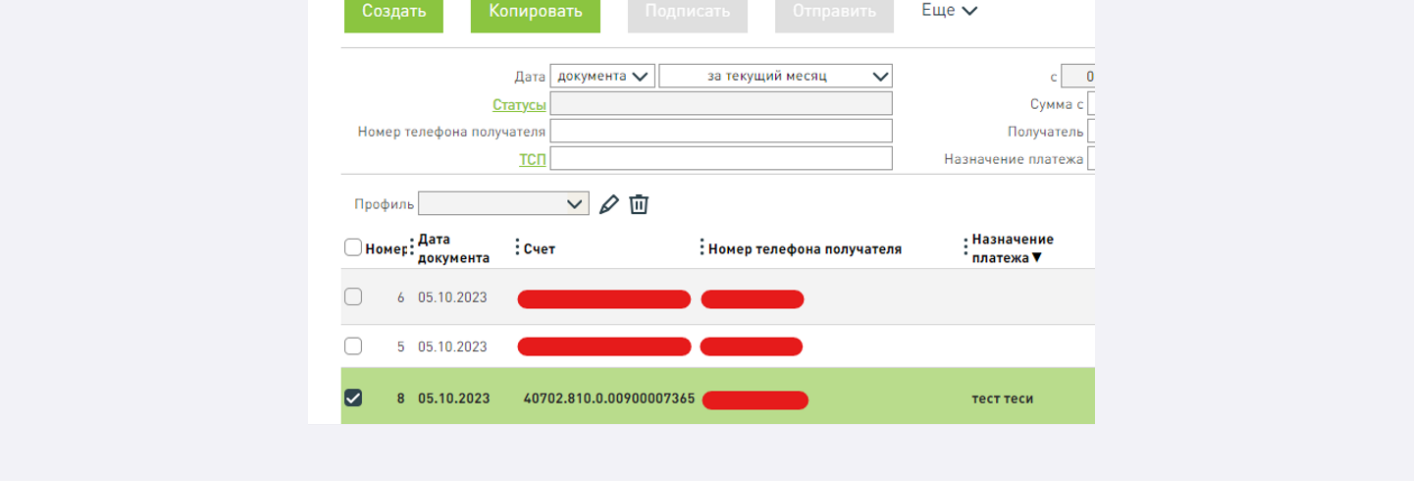 Создать Копировать Подписать Отправить Еще
Дата документа за текущий месяц с 0
Статусы Сумма с
Номер телефона получателя Получатель
ТСП Назначение платежа
Профиль
Номер Дата документа Счет Номер телефона получателя Назначение платежа▼
6 05.10.2023
5 05.10.2023
8 05.10.2023 40702.810.0.00900007365 тест теси